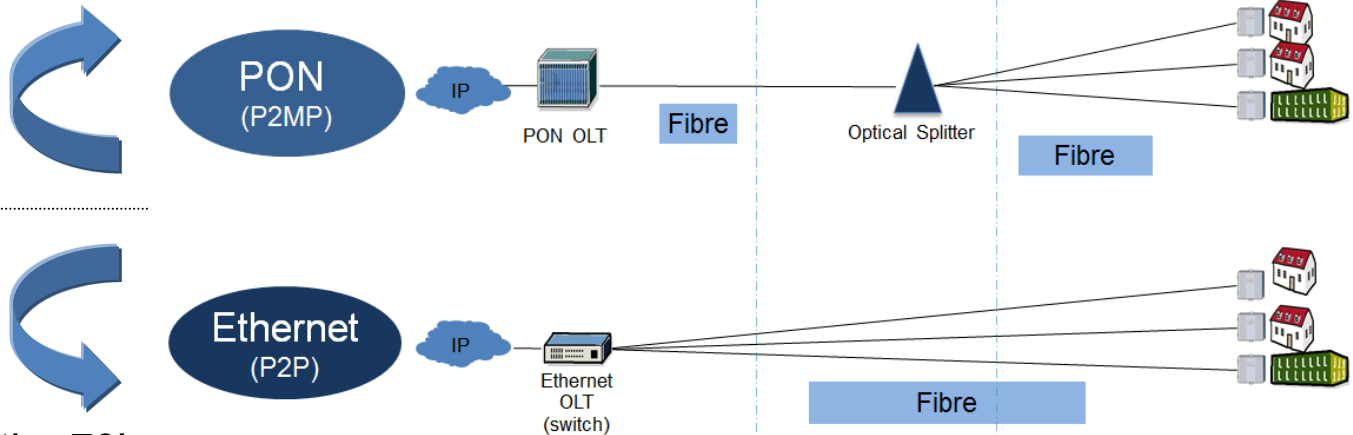 PON
(P2MP)
IP
PON OLT
Fibre
Optical Splitter
Fibre
Ethernet
(P2P)
IP
Ethernet
OLT
(switch)
Fibre